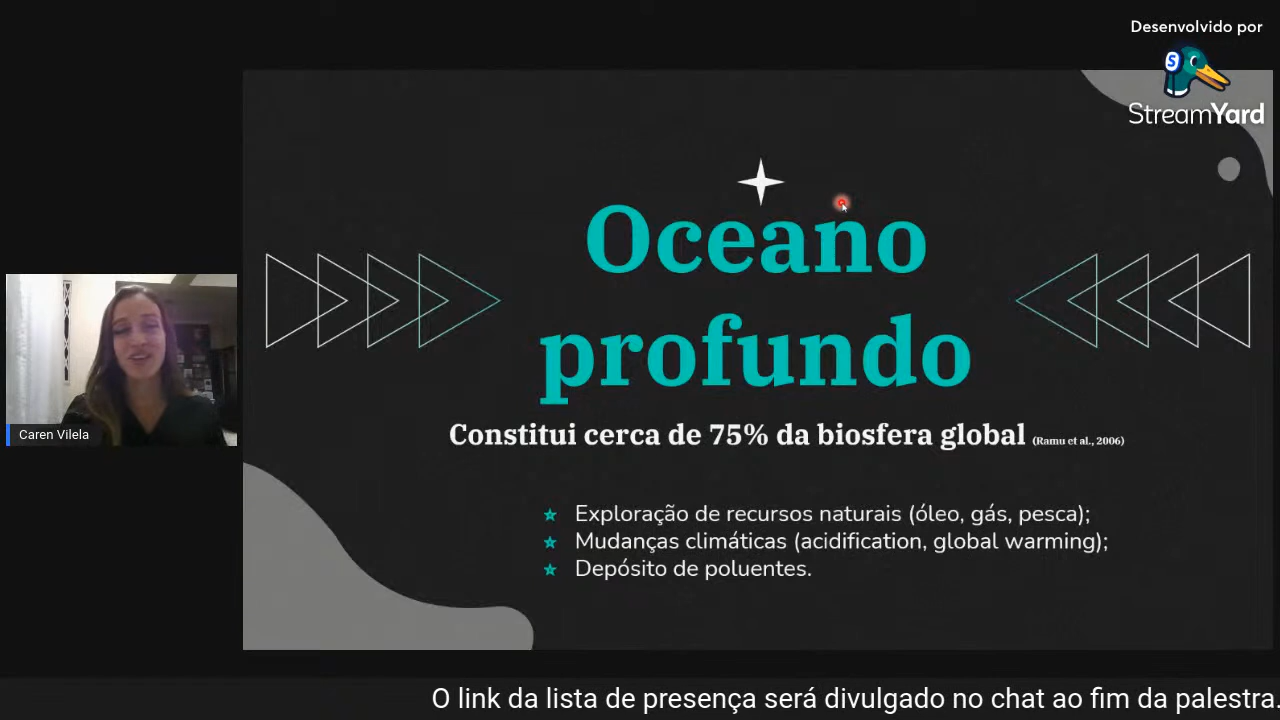 Desenvolvido por
StreamYard
Oceano
profundo
Constitui cerca de 75% da biosfera global (Ramu et al., 2006)
Exploração de recursos naturais (óleo, gás, pesca);
Mudanças climáticas (acidification, global warming);
Depósito de poluentes.
Caren Vilela
O link da lista de presença será divulgado no chat ao fim da palestra.